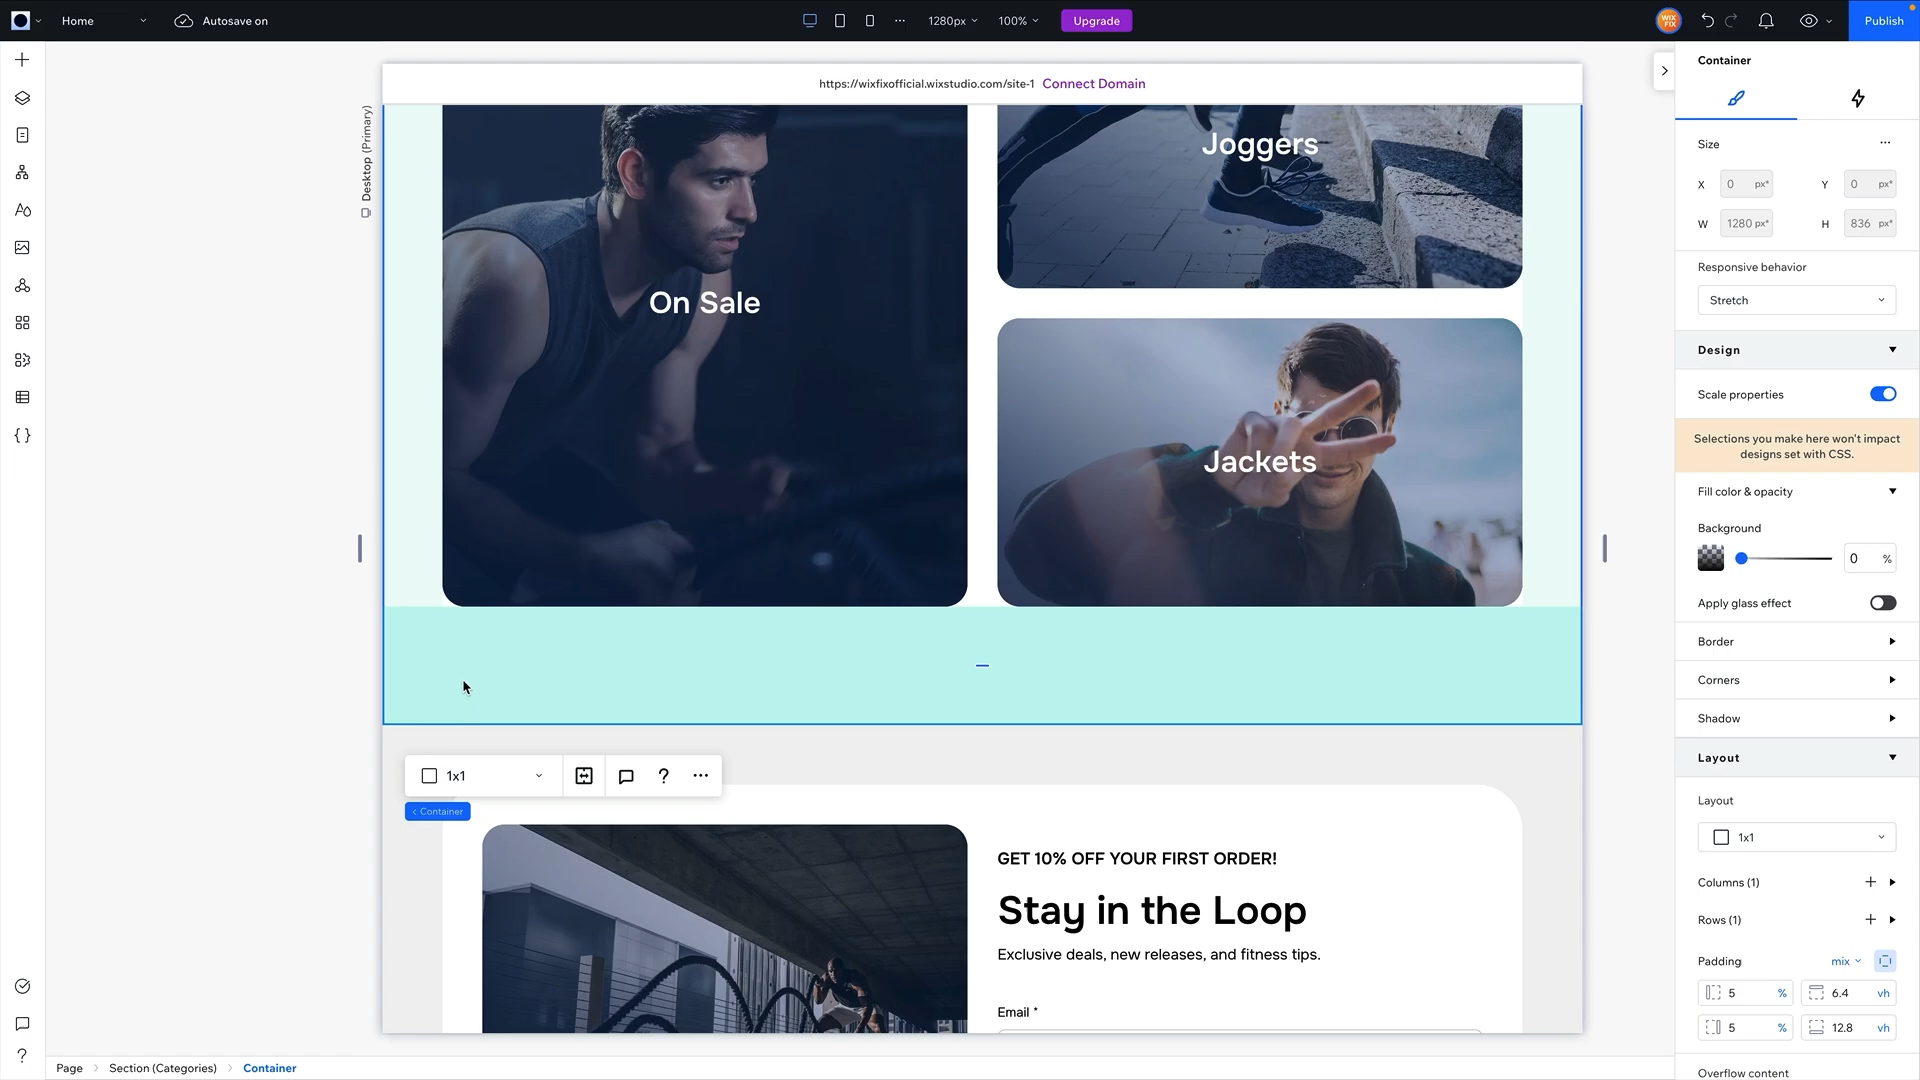 Home
Autosave on
1280px
100%
Upgrade
WIX
FIX
Publish
https://wixfixofficial.wixstudio.com/site-1 Connect Domain
Desktop (Primary)
On Sale
Joggers
Jackets
1x1
Container
GET 10% OFF YOUR FIRST ORDER!
Stay in the Loop
Exclusive deals, new releases, and fitness tips.
Email *
Page
Section (Categories)
Container
Container
Size
X 0 px*
Y 0 px*
W 1280 px*
H 836 px*
Responsive behavior
Stretch
Design
Scale properties
Selections you make here won't impact
designs set with CSS.
Fill color & opacity
Background
0 %
Apply glass effect
Border
Corners
Shadow
Layout
Layout
1x1
Columns (1)
Rows (1)
Padding
mix
5 %
6.4 vh
5 %
12.8 vh
Overflow content